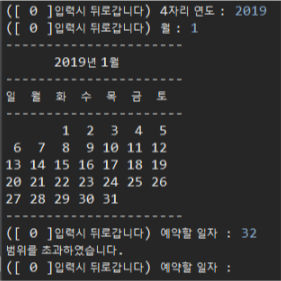 ([ 0 ]입력시 뒤로갑니다) 4자리 연도 : 2019
([ 0 ]입력시 뒤로갑니다) 월 : 1
-----------------------
2019년 1월
-----------------------
일 월 화 수 목 금 토
-----------------------
1 2 3 4 5
6 7 8 9 10 11 12
13 14 15 16 17 18 19
20 21 22 23 24 25 26
27 28 29 30 31
-----------------------
([ 0 ]입력시 뒤로갑니다) 예약할 일자 : 32
범위를 초과하였습니다.
([ 0 ]입력시 뒤로갑니다) 예약할 일자 :